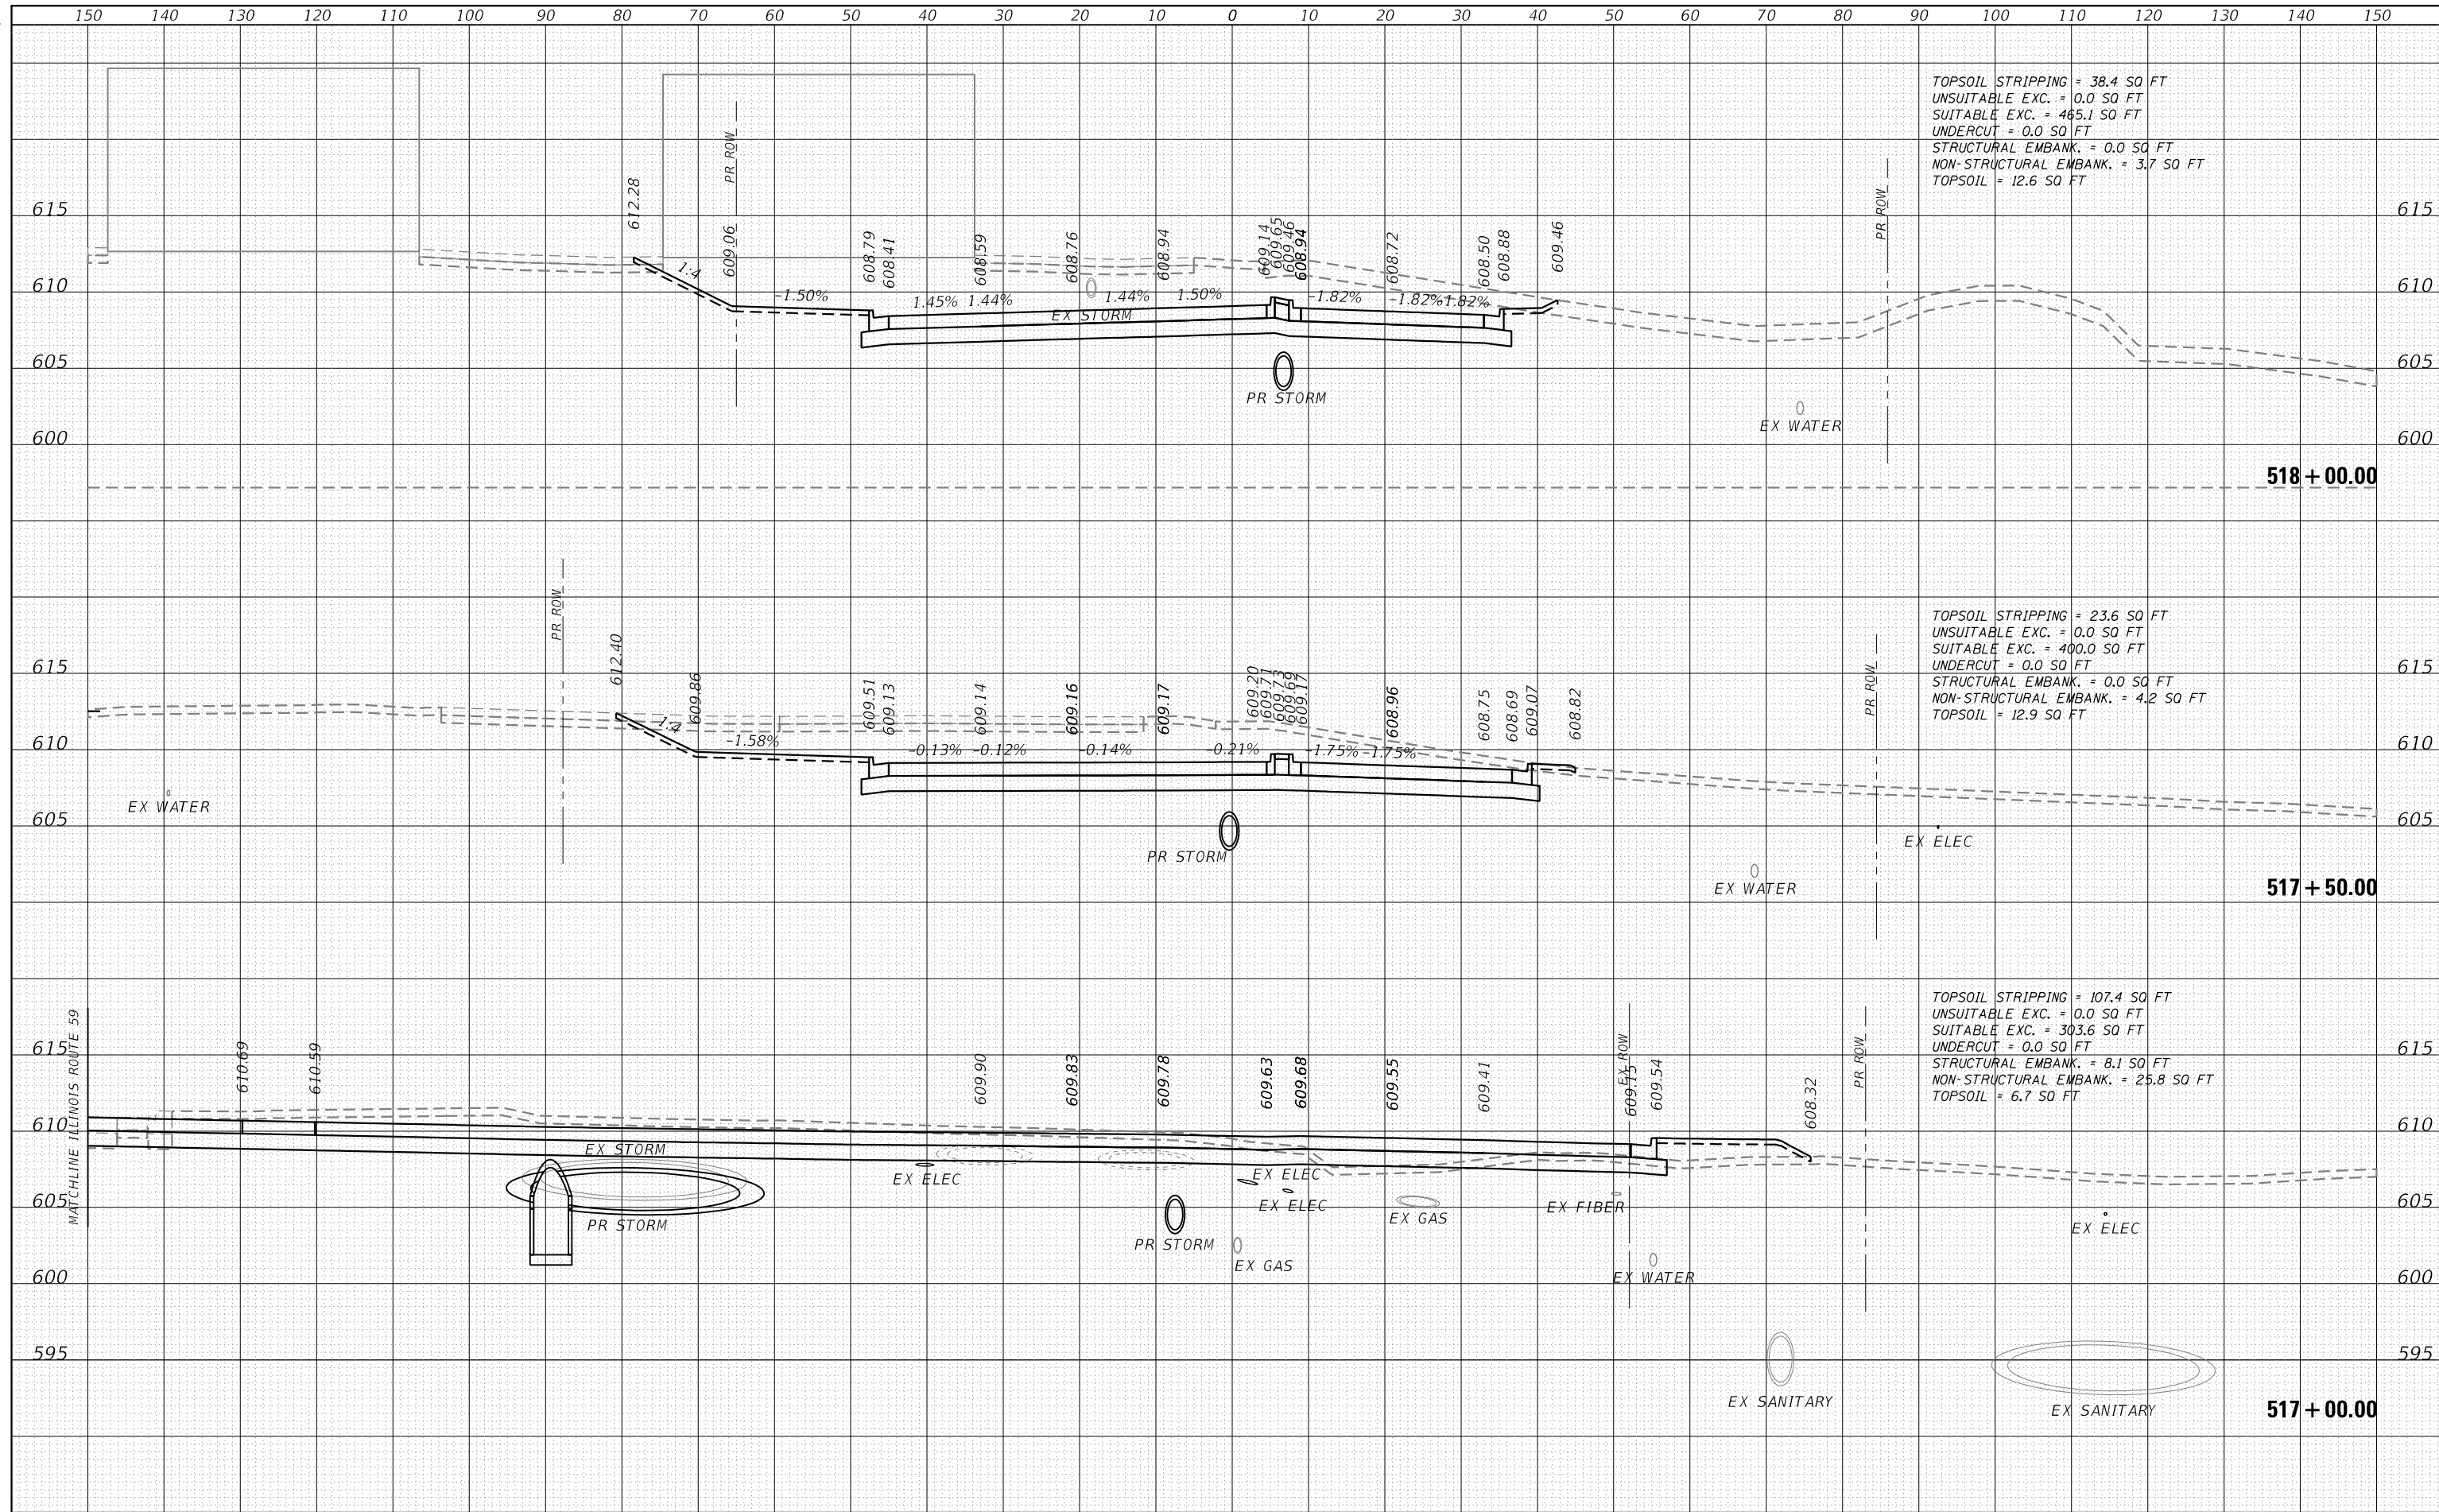 150 140 130 120 110 100 90 80 70 60 50 40 30 20 10 0 10 20 30 40 50 60 70 80 90 100 110 120 130 140 150
TOPSOIL STRIPPING = 38.4 SQ FT
UNSUITABLE EXC. = 0.0 SQ FT
SUITABLE EXC. = 465.1 SQ FT
UNDERCUT = 0.0 SQ FT
STRUCTURAL EMBANK. = 0.0 SQ FT
NON-STRUCTURAL EMBANK. = 3.7 SQ FT
TOPSOIL = 12.6 SQ FT
PR ROW
PR ROW
615 615
612.28 609.06 608.79 608.41 608.59 608.76 608.94 609.14 609.65 609.46 608.94 608.72 608.50 608.88 609.46
1:4
610 610
-1.50% 1.45% 1.44% 1.44% 1.50% -1.82% -1.82% -1.82%
EX STORM
605 605
PR STORM
EX WATER
600 600
518+00.00
PR ROW
PR ROW
TOPSOIL STRIPPING = 23.6 SQ FT
UNSUITABLE EXC. = 0.0 SQ FT
SUITABLE EXC. = 400.0 SQ FT
UNDERCUT = 0.0 SQ FT
STRUCTURAL EMBANK. = 0.0 SQ FT
NON-STRUCTURAL EMBANK. = 4.2 SQ FT
TOPSOIL = 12.9 SQ FT
615 615
612.40 609.86 609.51 609.13 609.14 609.16 609.17 609.20 609.71 609.73 609.69 609.17 608.96 608.75 608.69 609.07 608.82
1:4
610 610
-1.58% -0.13% -0.12% -0.14% -0.21% -1.75% -1.75%
EX WATER
605 605
EX ELEC
PR STORM
EX WATER
517+50.00
TOPSOIL STRIPPING = 107.4 SQ FT
UNSUITABLE EXC. = 0.0 SQ FT
SUITABLE EXC. = 303.6 SQ FT
UNDERCUT = 0.0 SQ FT
STRUCTURAL EMBANK. = 8.1 SQ FT
NON-STRUCTURAL EMBANK. = 25.8 SQ FT
TOPSOIL = 6.7 SQ FT
MATCHLINE ILLINOIS ROUTE 59
EX ROW
PR ROW
615 615
610.69 610.59 609.90 609.83 609.78 609.63 609.68 609.55 609.41 609.15 609.54 608.32
610 610
EX STORM
EX ELEC
EX ELEC
EX ELEC
EX FIBER
605 605
EX GAS
PR STORM
EX ELEC
PR STORM
EX GAS
600 600
EX WATER
595 595
EX SANITARY
EX SANITARY
517+00.00